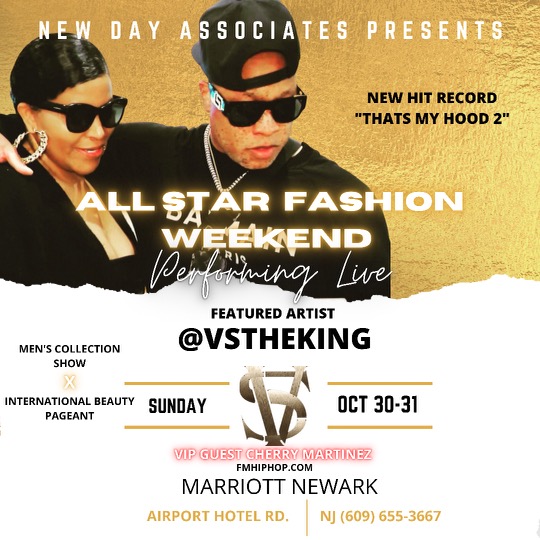 NEW DAY ASSOCIATES PRESENTS
NEW HIT RECORD
"THATS MY HOOD 2"
ALL STAR FASHION
WEEKEND
Performing Live
FEATURED ARTIST
@VSTHEKING
MEN'S COLLECTION
SHOW
X
INTERNATIONAL BEAUTY
PAGEANT
SUNDAY
VS
OCT 30-31
VIP GUEST CHERRY MARTINEZ
FMHIPHOP.COM
MARRIOTT NEWARK
AIRPORT HOTEL RD.
NJ (609) 655-3667